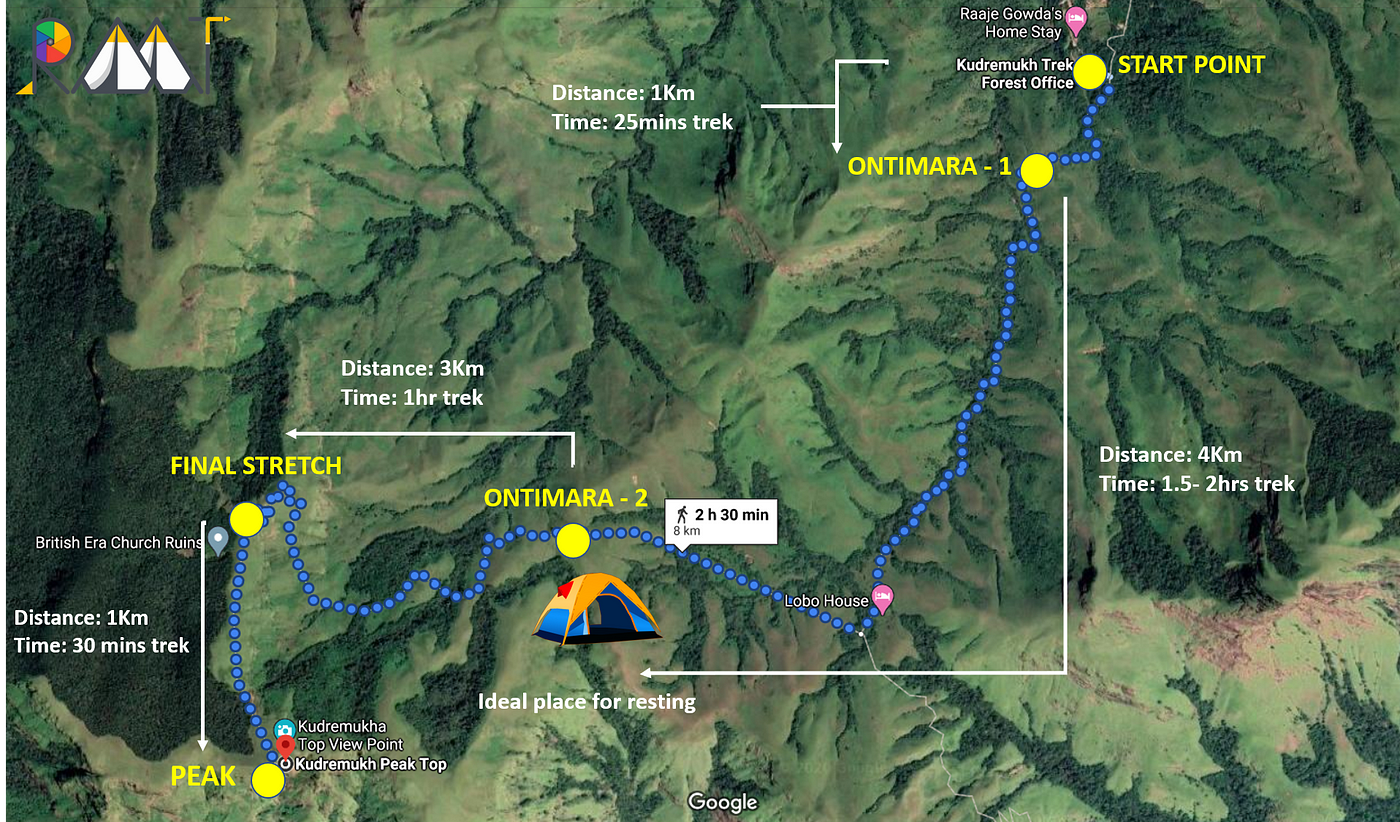 Raaje Gowda's
Home Stay
Kudremukh Trek
Forest Office
START POINT
Distance: 1Km
Time: 25mins trek
ONTIMARA - 1
Distance: 3Km
Time: 1hr trek
Distance: 4Km
Time: 1.5- 2hrs trek
FINAL STRETCH
ONTIMARA - 2
2 h 30 min
8 km
British Era Church Ruins
Lobo House
Distance: 1Km
Time: 30 mins trek
Ideal place for resting
Kudremukha
Top View Point
Kudremukh Peak Top
PEAK
Google